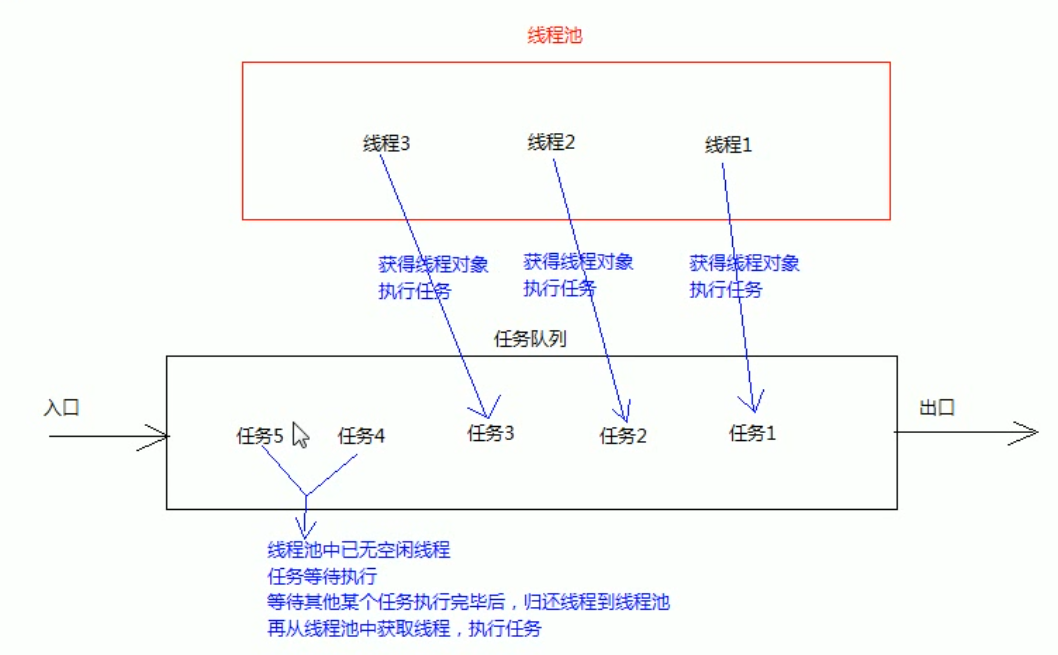 线程池
线程3
线程2
线程1
获得线程对象
执行任务
获得线程对象
执行任务
获得线程对象
执行任务
任务队列
入口
出口
任务5
任务4
任务3
任务2
任务1
线程池中已无空闲线程
任务等待执行
等待其他某个任务执行完毕后，归还线程到线程池
再从线程池中获取线程，执行任务